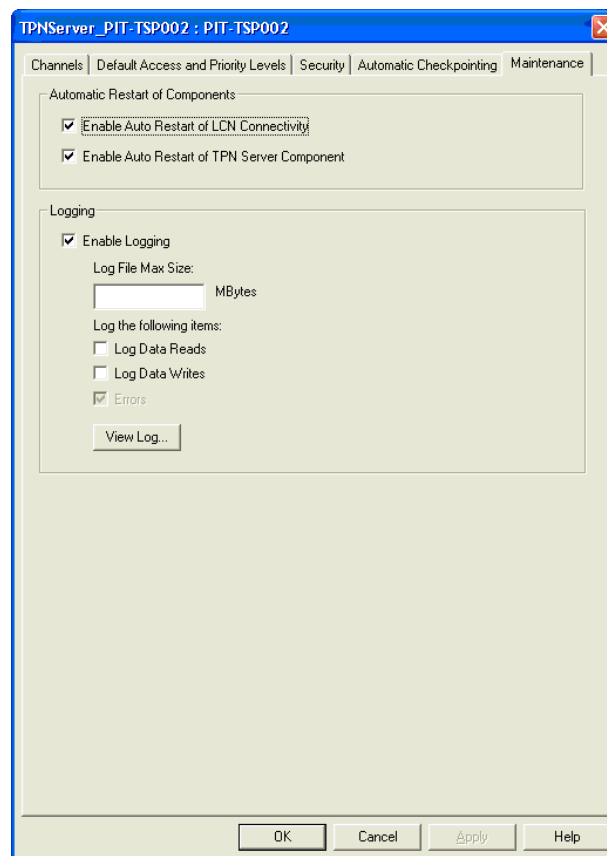 TPNServer_PIT-TSP002 : PIT-TSP002
Channels Default Access and Priority Levels Security Automatic Checkpointing Maintenance
Automatic Restart of Components
Enable Auto Restart of LCN Connectivity
Enable Auto Restart of TPN Server Component
Logging
Enable Logging
Log File Max Size:
MBytes
Log the following items:
Log Data Reads
Log Data Writes
Errors
View Log...
OK Cancel Apply Help